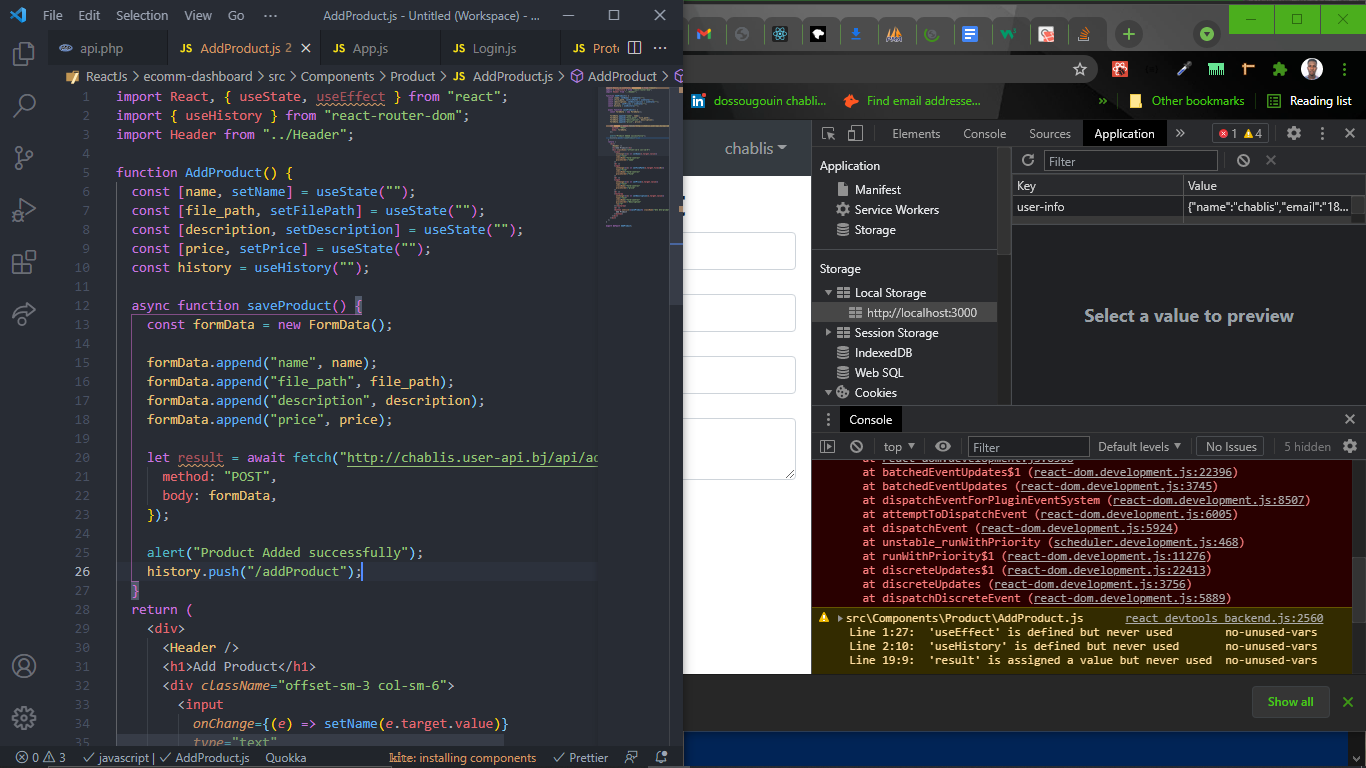 File Edit Selection View Go ··· AddProduct.js - Untitled (Workspace) - ...
api.php
AddProduct.js 2
App.js
Login.js
ReactJs > ecomm-dashboard > src > Components > Product > AddProduct.js > AddProduct
1 import React, { useState, useEffect } from "react";
2 import { useHistory } from "react-router-dom";
3 import Header from "../Header";
4
5 function AddProduct() {
6 const [name, setName] = useState("");
7 const [file_path, setFilePath] = useState("");
8 const [description, setDescription] = useState("");
9 const [price, setPrice] = useState("");
10 const history = useHistory("");
11
12 async function saveProduct() {
13 const formData = new FormData();
14
15 formData.append("name", name);
16 formData.append("file_path", file_path);
17 formData.append("description", description);
18 formData.append("price", price);
19
20 let result = await fetch("http://chablis.user-api.bj/api/ad
21 method: "POST",
22 body: formData,
23 });
24
25 alert("Product Added successfully");
26 history.push("/addProduct");
27 }
28 return (
29 <div>
30 <Header />
31 <h1>Add Product</h1>
32 <div className="offset-sm-3 col-sm-6">
33 <input
34 onChange={(e) => setName(e.target.value)}
35 type="text"
0 3 javascript | AddProduct.js Quokka kite: installing components Prettier
dossougouin chabli...
Find email addresse...
» Other bookmarks
Reading list
chablis
Elements Console Sources Application » 1 4
Application
Manifest
Service Workers
Storage
Storage
Local Storage
http://localhost:3000
Session Storage
IndexedDB
Web SQL
Cookies
Filter
Key Value
user-info {"name":"chablis","email":"18...
Select a value to preview
Console
top Filter Default levels No Issues 5 hidden
at batchedEventUpdates$1 (react-dom.development.js:22396)
at batchedEventUpdates (react-dom.development.js:3745)
at dispatchEventForPluginEventSystem (react-dom.development.js:8507)
at attemptToDispatchEvent (react-dom.development.js:6005)
at dispatchEvent (react-dom.development.js:5924)
at unstable_runWithPriority (scheduler.development.js:468)
at runWithPriority$1 (react-dom.development.js:11276)
at discreteUpdates$1 (react-dom.development.js:22413)
at discreteUpdates (react-dom.development.js:3756)
at dispatchDiscreteEvent (react-dom.development.js:5889)
src\Components\Product\AddProduct.js react devtools backend.js:2560
Line 1:27: 'useEffect' is defined but never used no-unused-vars
Line 2:10: 'useHistory' is defined but never used no-unused-vars
Line 19:9: 'result' is assigned a value but never used no-unused-vars
Show all